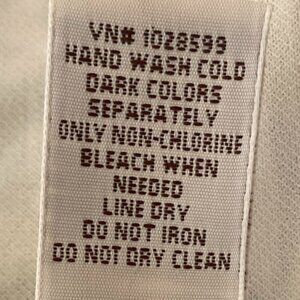 VN# 1028599
HAND WASH COLD
DARK COLORS
SEPARATELY
ONLY NON-CHLORINE
BLEACH WHEN
NEEDED
LINE DRY
DO NOT IRON
DO NOT DRY CLEAN